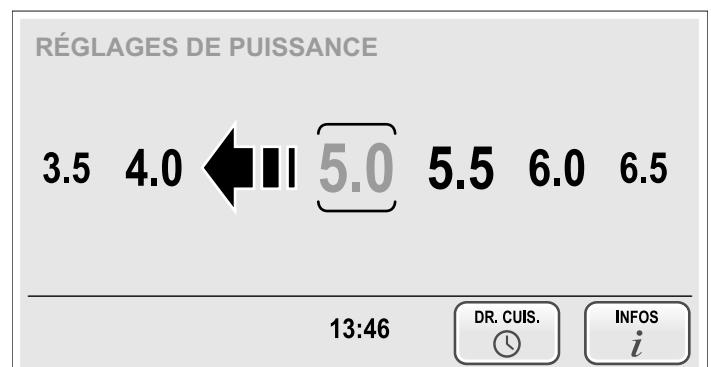 RÉGLAGES DE PUISSANCE
3.5 4.0 5.0 5.5 6.0 6.5
13:46 DR. CUIS. INFOS
i